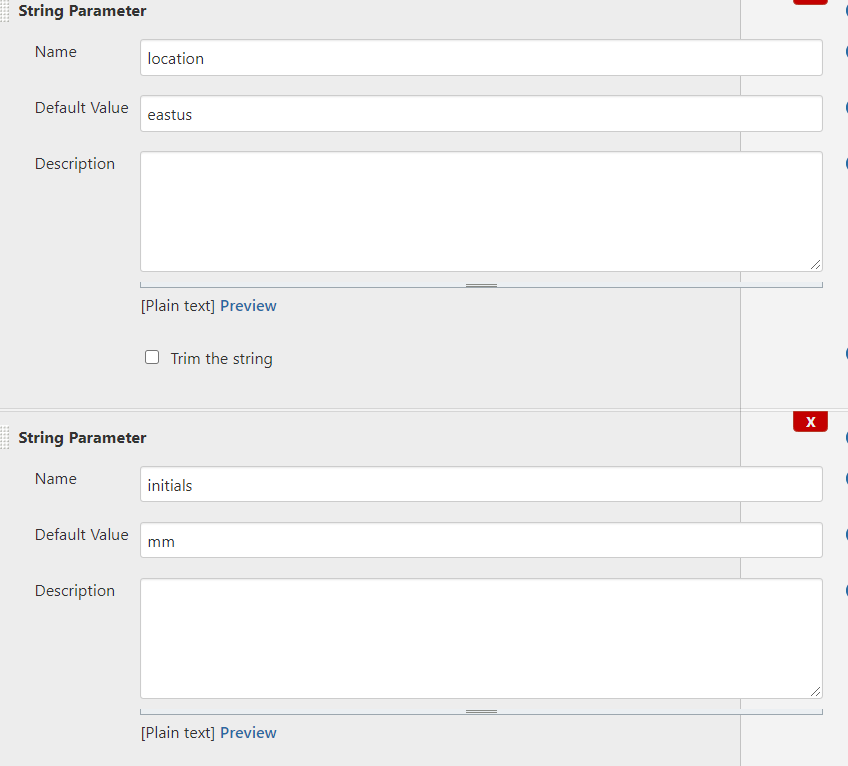 String Parameter
Name
location
Default Value
eastus
Description
[Plain text] Preview
Trim the string
X
String Parameter
Name
initials
Default Value
mm
Description
[Plain text] Preview